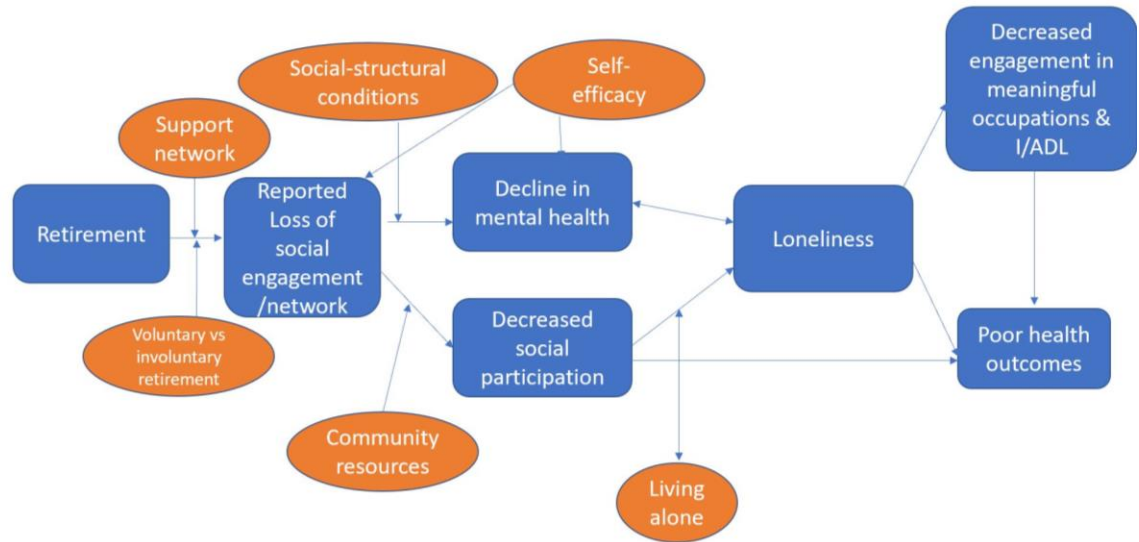 Social-structural
conditions
Self-
efficacy
Decreased
engagement in
meaningful
occupations &
I/ADL
Support
network
Retirement
Reported
Loss of
social
engagement
/network
Decline in
mental health
Loneliness
Voluntary vs
involuntary
retirement
Decreased
social
participation
Poor health
outcomes
Community
resources
Living
alone